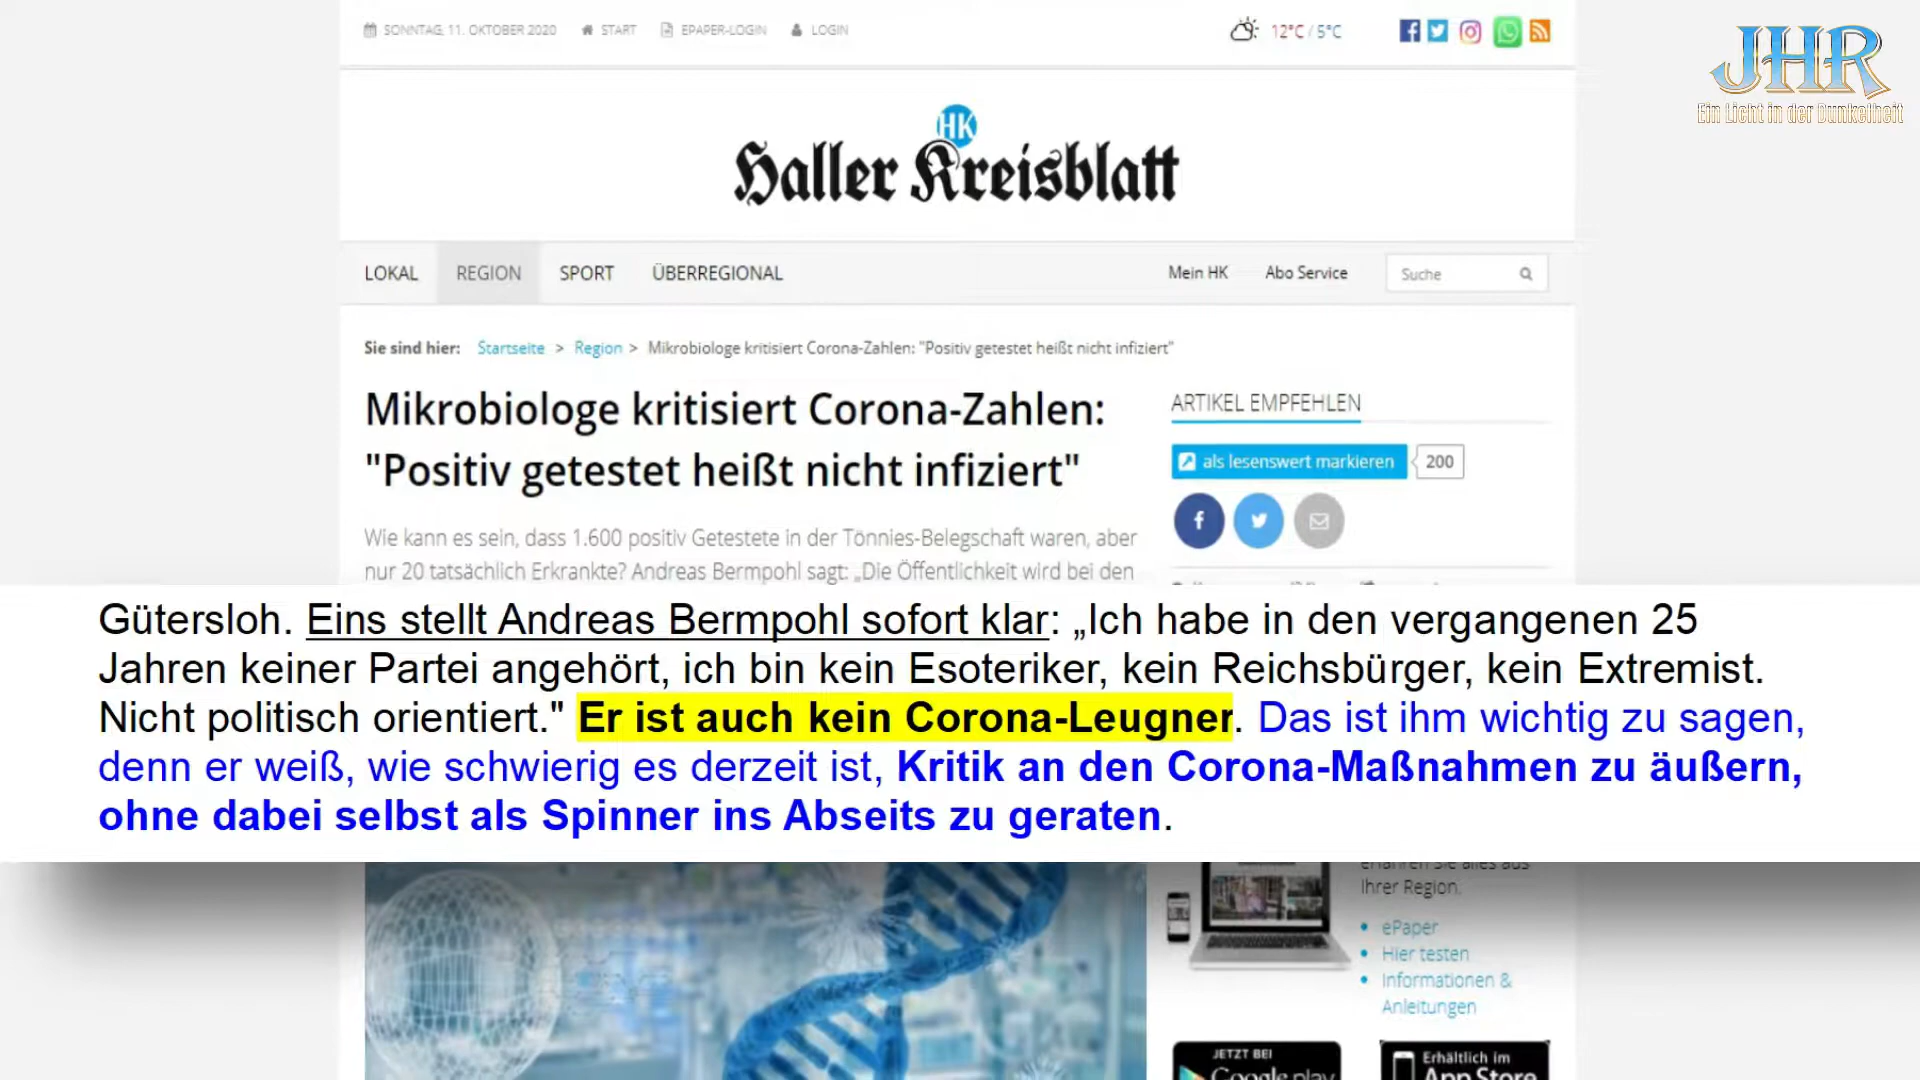 SONNTAG, 11. OKTOBER 2020 START EPAPER-LOGIN LOGIN 12°C / 5°C
JHR
Ein Licht in der Dunkelheit
HK
Haller Kreisblatt
LOKAL REGION SPORT ÜBERREGIONAL Mein HK Abo Service Suche
Sie sind hier: Startseite > Region > Mikrobiologe kritisiert Corona-Zahlen: "Positiv getestet heißt nicht infiziert"
Mikrobiologe kritisiert Corona-Zahlen:
"Positiv getestet heißt nicht infiziert"
Wie kann es sein, dass 1.600 positiv Getestete in der Tönnies-Belegschaft waren, aber
nur 20 tatsächlich Erkrankte? Andreas Bermpohl sagt: „Die Öffentlichkeit wird bei den
ARTIKEL EMPFEHLEN
als lesenswert markieren 200
Gütersloh. Eins stellt Andreas Bermpohl sofort klar: „Ich habe in den vergangenen 25
Jahren keiner Partei angehört, ich bin kein Esoteriker, kein Reichsbürger, kein Extremist.
Nicht politisch orientiert." Er ist auch kein Corona-Leugner. Das ist ihm wichtig zu sagen,
denn er weiß, wie schwierig es derzeit ist, Kritik an den Corona-Maßnahmen zu äußern,
ohne dabei selbst als Spinner ins Abseits zu geraten.
erfahren Sie alles aus
Ihrer Region.
ePaper
Hier testen
Informationen &
Anleitungen
JETZT BEI
Google play
Erhältlich im
App Store